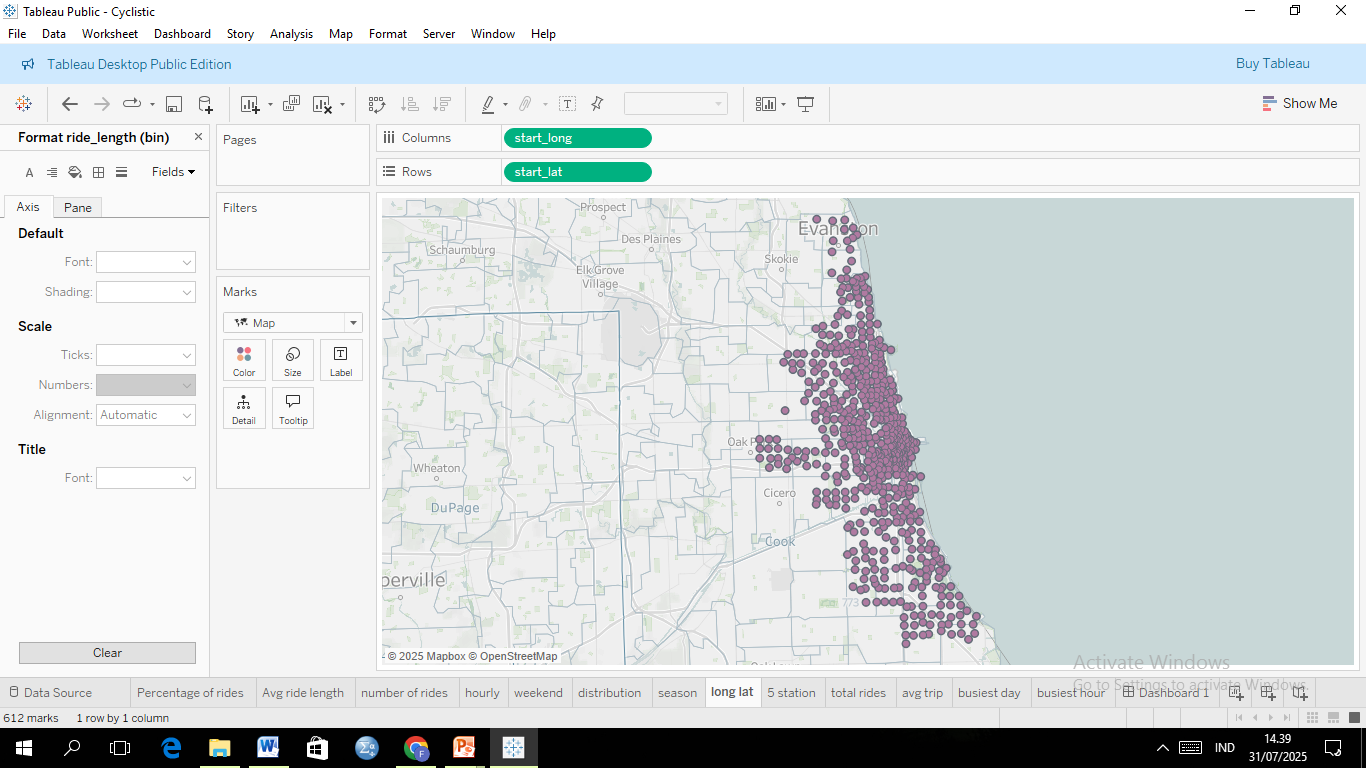 Tableau Public - Cyclistic
File Data Worksheet Dashboard Story Analysis Map Format Server Window Help
Tableau Desktop Public Edition
Buy Tableau
Show Me
Format ride_length (bin)
Fields
Axis
Pane
Default
Font:
Shading:
Scale
Ticks:
Numbers:
Alignment:
Automatic
Title
Font:
Clear
Pages
Filters
Marks
Map
Color
Size
Label
Detail
Tooltip
Columns
start_long
Rows
start_lat
Prospect
Evanston
Des Plaines
Schaumburg
Skokie
Elk Grove
Village
Oak P
Wheaton
Cicero
DuPage
Cook
perville
773
© 2025 Mapbox © OpenStreetMap
Activate Windows
Go to Settings to activate Windows.
Data Source
Percentage of rides
Avg ride length
number of rides
hourly
weekend
distribution
season
long lat
5 station
total rides
avg trip
busiest day
busiest hour
Dashboard 1
612 marks
1 row by 1 column
IND
14.39
31/07/2025